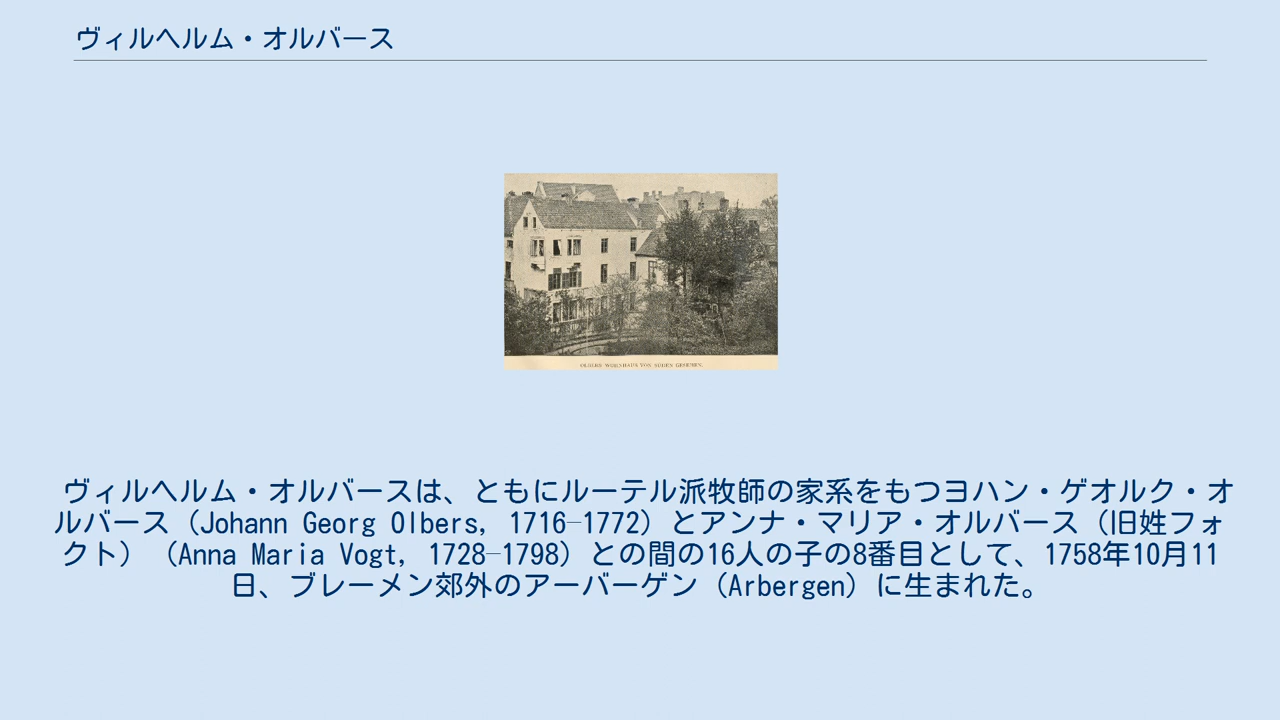 ヴィルヘルム・オルバース
OLBERS' WOHNHAUS VON SÜDEN GESEHEN.
ヴィルヘルム・オルバースは、ともにルーテル派牧師の家系をもつヨハン・ゲオルク・オ
ルバース（Johann Georg Olbers, 1716–1772）とアンナ・マリア・オルバース（旧姓フォ
クト）（Anna Maria Vogt, 1728–1798）との間の16人の子の8番目として、1758年10月11
日、ブレーメン郊外のアーバーゲン（Arbergen）に生まれた。